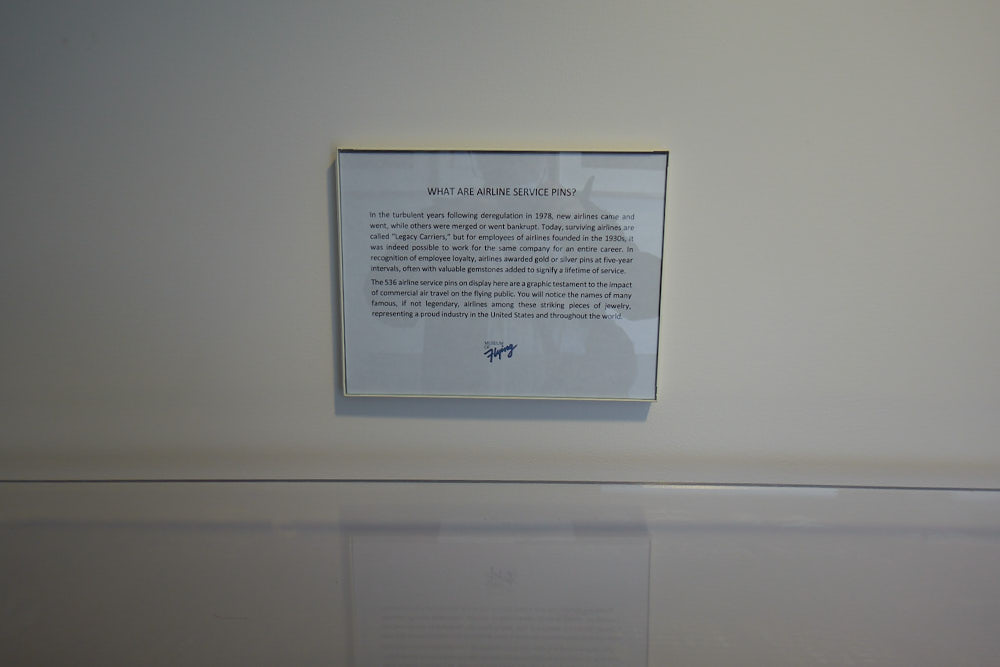 WHAT ARE AIRLINE SERVICE PINS?
In the turbulent years following deregulation in 1978, new airlines came and
went, while others were merged or went bankrupt. Today, surviving airlines are
called "Legacy Carriers," but for employees of airlines founded in the 1930s, it
was indeed possible to work for the same company for an entire career. In
recognition of employee loyalty, airlines awarded gold or silver pins at five-year
intervals, often with valuable gemstones added to signify a lifetime of service.
The 536 airline service pins on display here are a graphic testament to the impact
of commercial air travel on the flying public. You will notice the names of many
famous, if not legendary, airlines among these striking pieces of jewelry,
representing a proud industry in the United States and throughout the world.
MUSEUM
OF
Flying